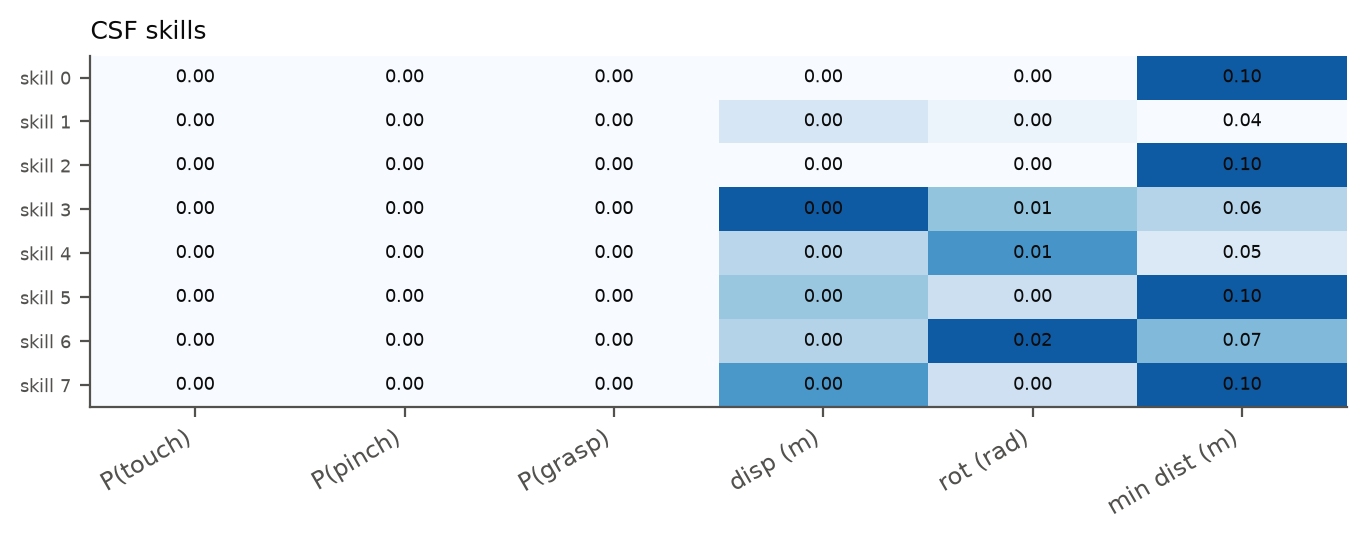 CSF skills
skill 0 0.00 0.00 0.00 0.00 0.00 0.10
skill 1 0.00 0.00 0.00 0.00 0.00 0.04
skill 2 0.00 0.00 0.00 0.00 0.00 0.10
skill 3 0.00 0.00 0.00 0.00 0.01 0.06
skill 4 0.00 0.00 0.00 0.00 0.01 0.05
skill 5 0.00 0.00 0.00 0.00 0.00 0.10
skill 6 0.00 0.00 0.00 0.00 0.02 0.07
skill 7 0.00 0.00 0.00 0.00 0.00 0.10
P(touch) P(pinch) P(grasp) disp (m) rot (rad) min dist (m)